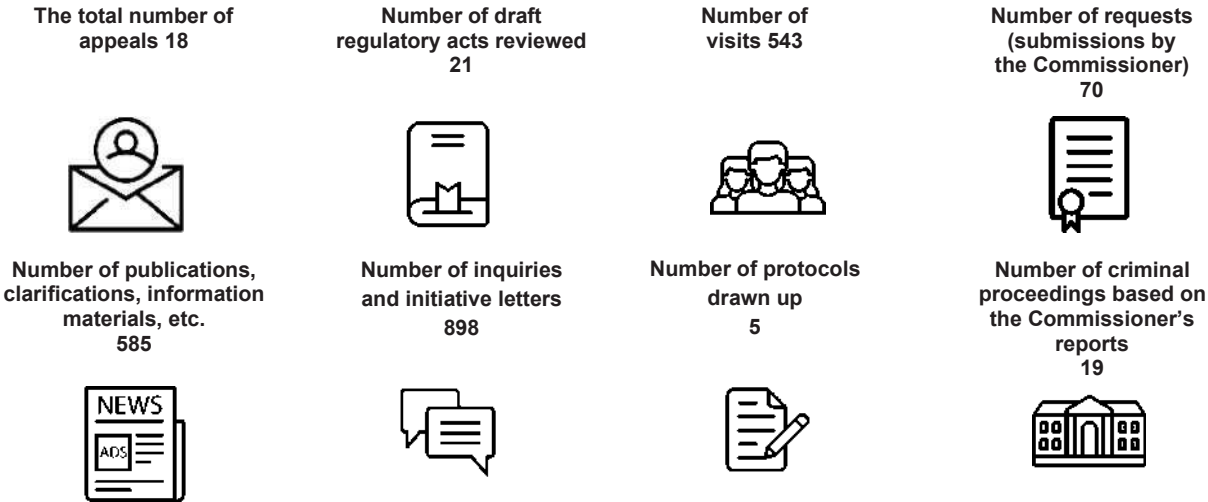 The total number of
appeals 18
Number of draft
regulatory acts reviewed
21
Number of
visits 543
Number of requests
(submissions by
the Commissioner)
70
Number of publications,
clarifications, information
materials, etc.
585
Number of inquiries
and initiative letters
898
Number of protocols
drawn up
5
Number of criminal
proceedings based on
the Commissioner’s
reports
19
NEWS
ADS